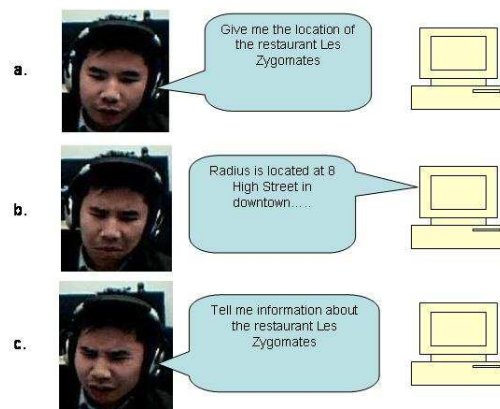 a.
Give me the location of
the restaurant Les
Zygomates
b.
Radius is located at 8
High Street in
downtown.....
c.
Tell me information about
the restaurant Les
Zygomates